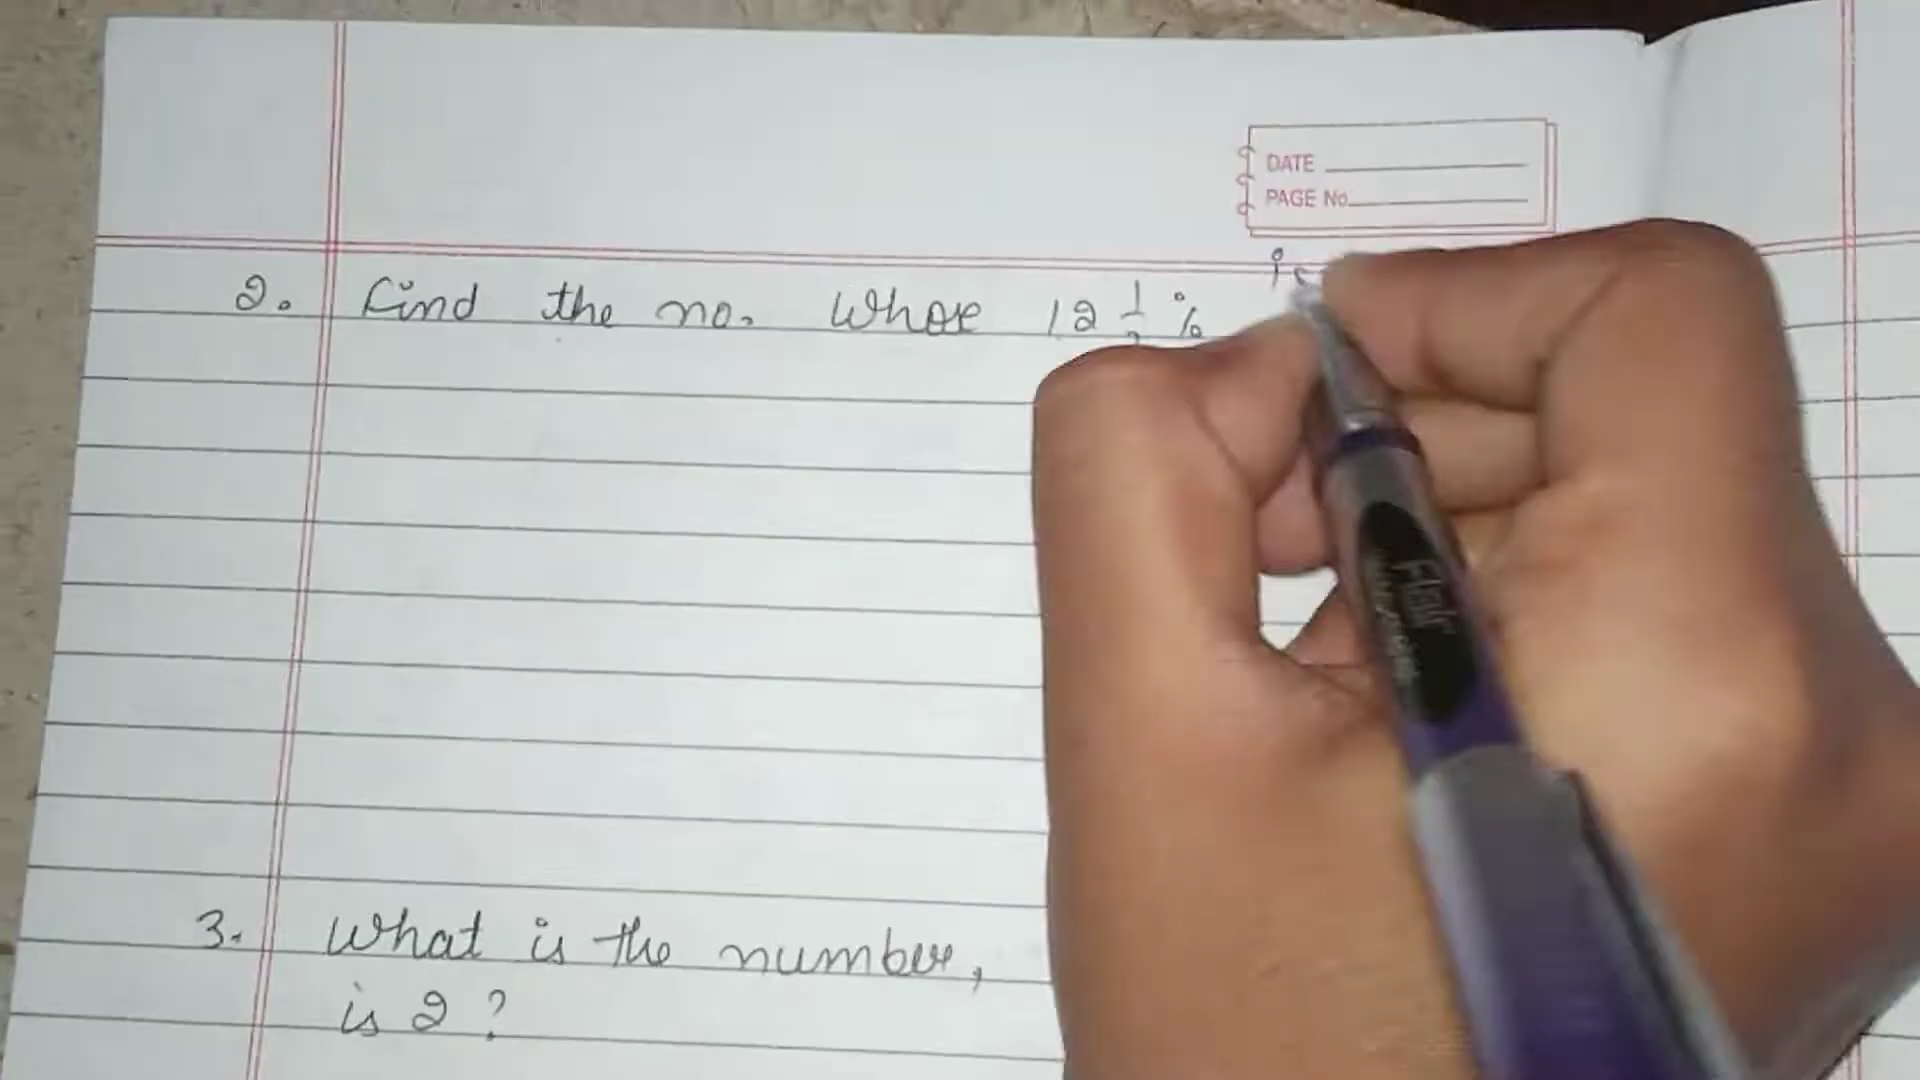 DATE
PAGE No.
2. Find the no. whose 12 1/2 % is
3. What is the number,
is 2 ?
Flair